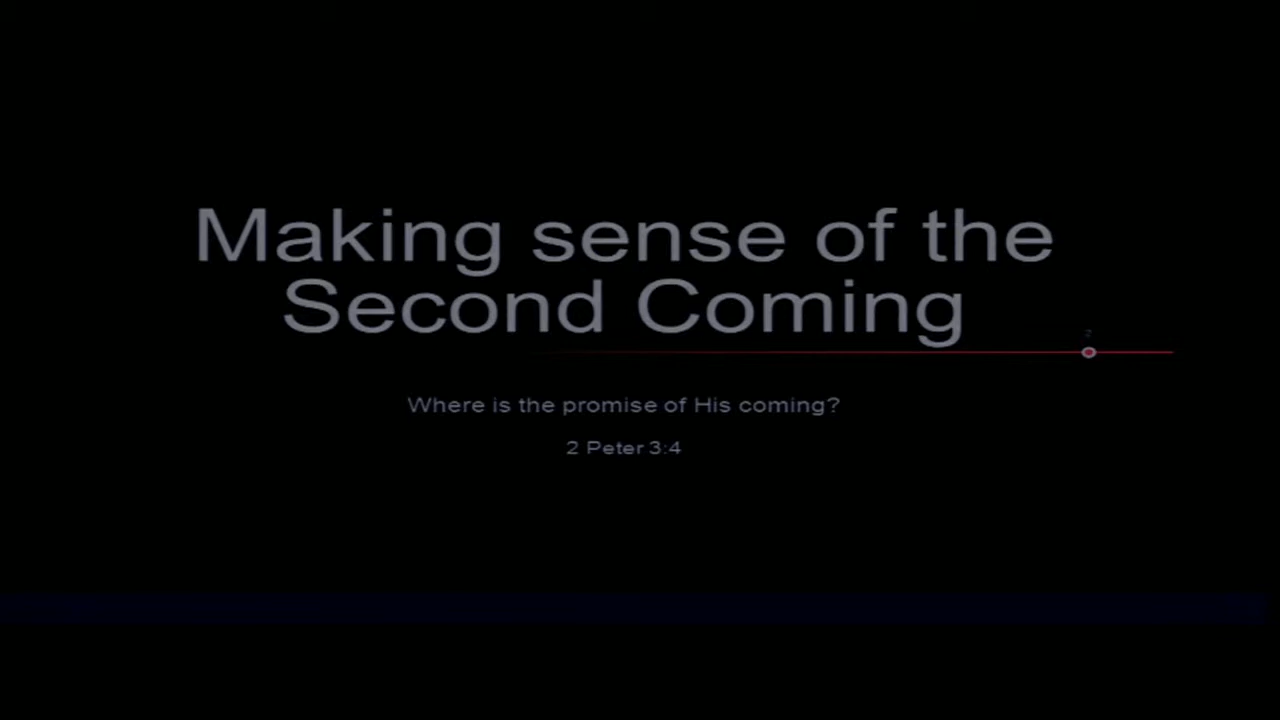 Making sense of the
Second Coming
Where is the promise of His coming?
2 Peter 3:4